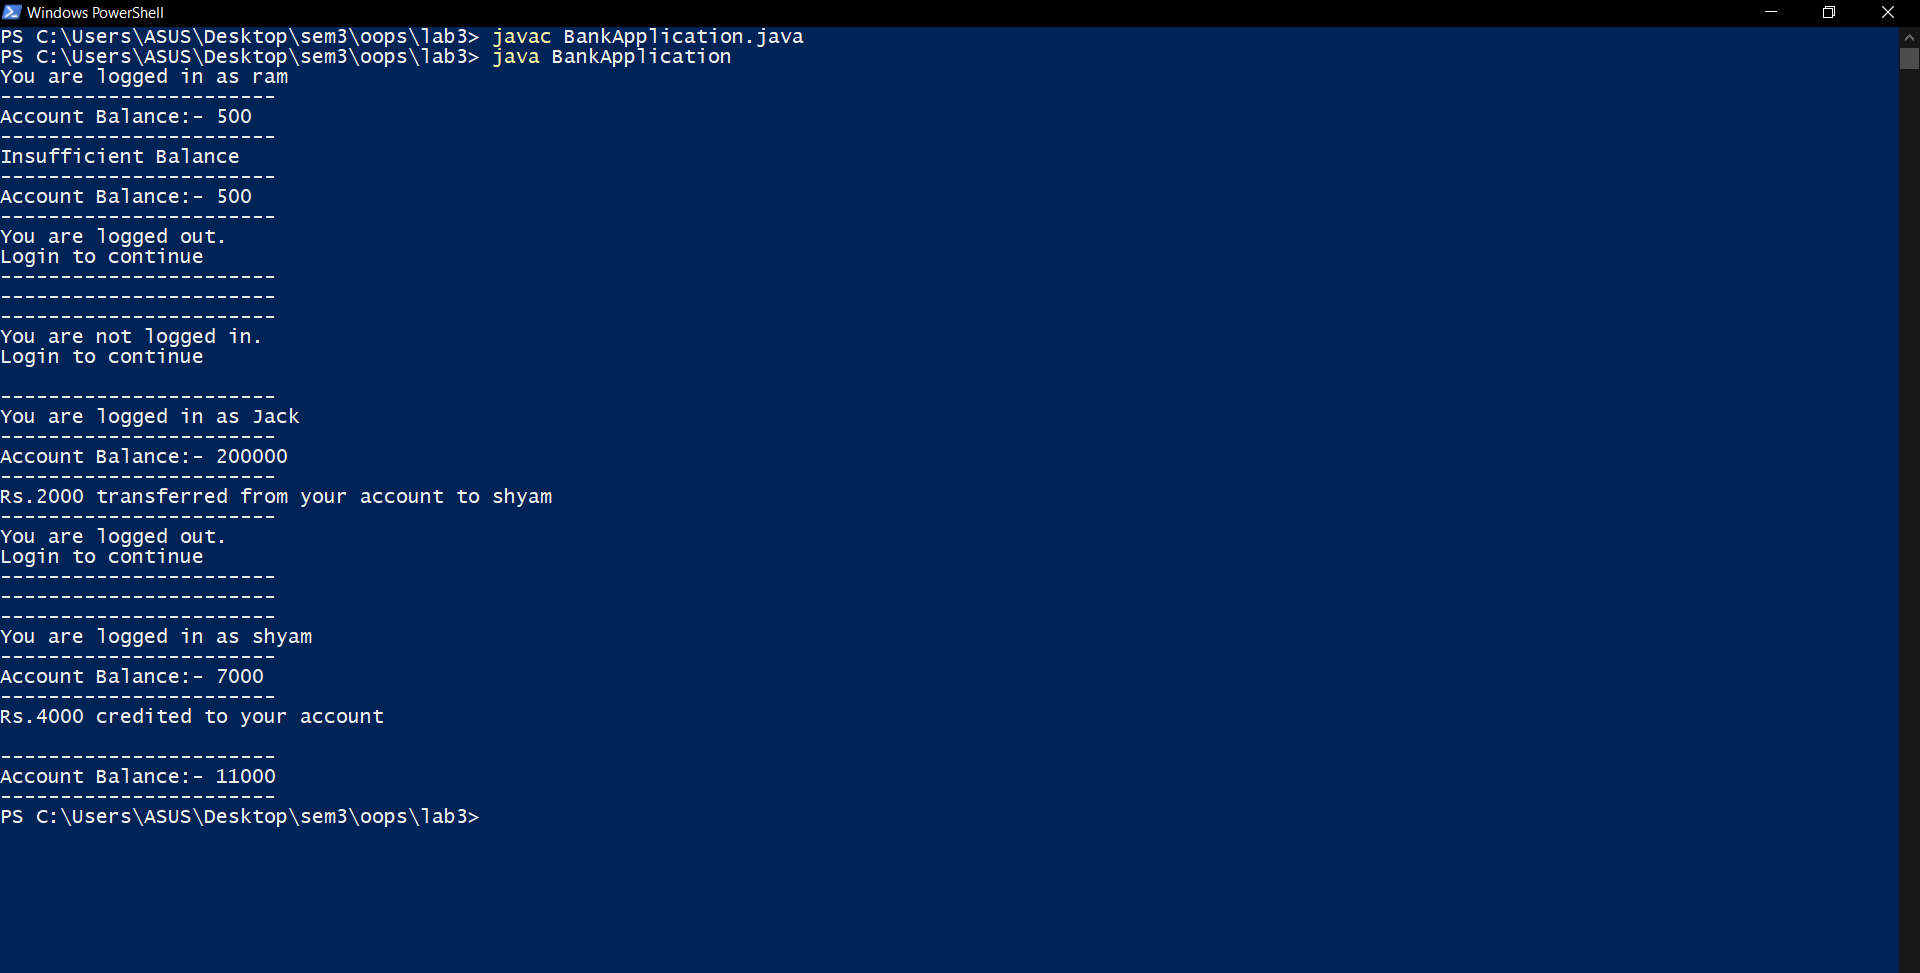 Windows PowerShell
PS C:\Users\ASUS\Desktop\sem3\oops\lab3> javac BankApplication.java
PS C:\Users\ASUS\Desktop\sem3\oops\lab3> java BankApplication
You are logged in as ram
-----------------------
Account Balance:- 500
-----------------------
Insufficient Balance
-----------------------
Account Balance:- 500
-----------------------
You are logged out.
Login to continue
-----------------------
-----------------------
-----------------------
You are not logged in.
Login to continue

-----------------------
You are logged in as Jack
-----------------------
Account Balance:- 200000
-----------------------
Rs.2000 transferred from your account to shyam
-----------------------
You are logged out.
Login to continue
-----------------------
-----------------------
-----------------------
You are logged in as shyam
-----------------------
Account Balance:- 7000
-----------------------
Rs.4000 credited to your account

-----------------------
Account Balance:- 11000
-----------------------
PS C:\Users\ASUS\Desktop\sem3\oops\lab3>